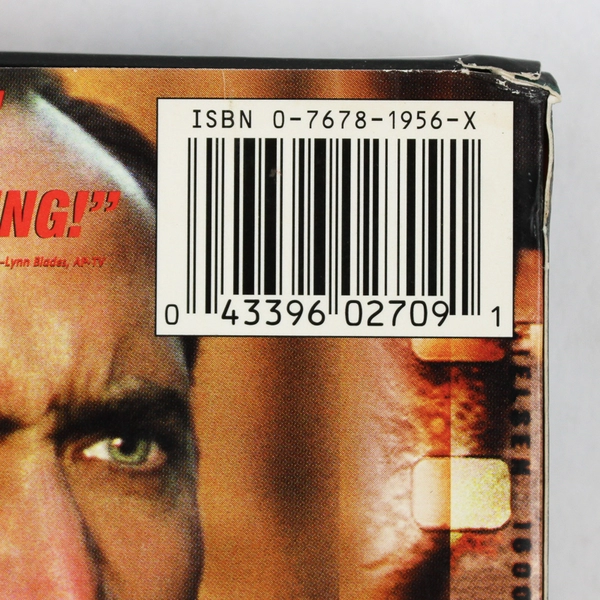 ISBN 0-7678-1956-X
NG!”
–Lynn Blades, AP-TV
0 43396 02709 1